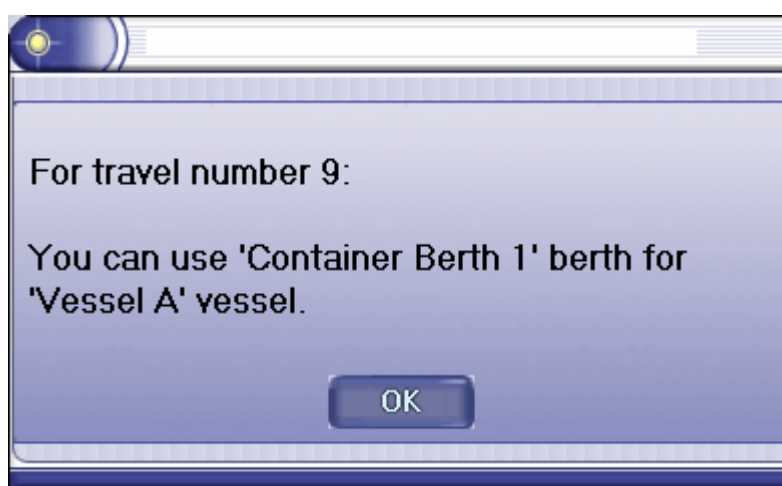 For travel number 9:
You can use 'Container Berth 1' berth for
'Vessel A' vessel.
OK